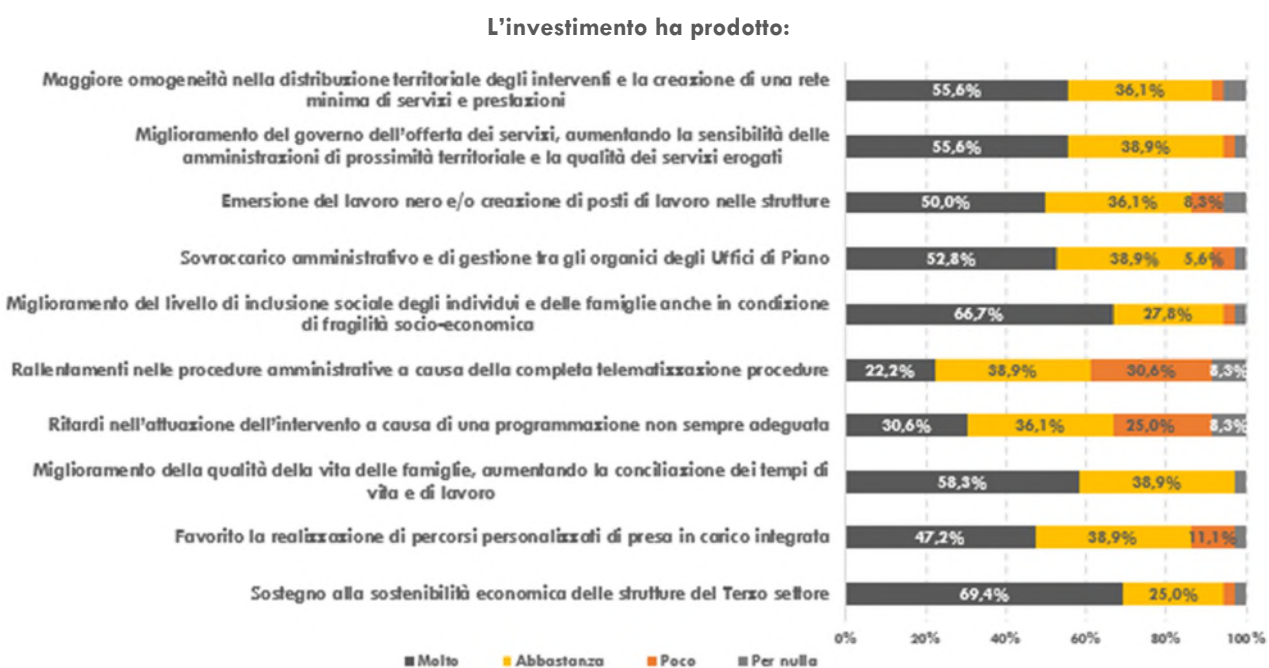 L'investimento ha prodotto:
Maggiore omogeneità nella distribuzione territoriale degli interventi e la creazione di una rete
minima di servizi e prestazioni
55,6% 36,1%
Miglioramento del governo dell'offerta dei servizi, aumentando la sensibilità delle
amministrazioni di prossimità territoriale e la qualità dei servizi erogati
55,6% 38,9%
Emersione del lavoro nero e/o creazione di posti di lavoro nelle strutture
50,0% 36,1% 8,3%
Sovraccarico amministrativo e di gestione tra gli organici degli Uffici di Piano
52,8% 38,9% 5,6%
Miglioramento del livello di inclusione sociale degli individui e delle famiglie anche in condizione
di fragilità socio-economica
66,7% 27,8%
Rallentamenti nelle procedure amministrative a causa della completa telematizzazione procedure
22,2% 38,9% 30,6% 8,3%
Ritardi nell'attuazione dell'intervento a causa di una programmazione non sempre adeguata
30,6% 36,1% 25,0% 8,3%
Miglioramento della qualità della vita delle famiglie, aumentando la conciliazione dei tempi di
vita e di lavoro
58,3% 38,9%
Favorito la realizzazione di percorsi personalizzati di presa in carico integrata
47,2% 38,9% 11,1%
Sostegno alla sostenibilità economica delle strutture del Terzo settore
69,4% 25,0%
0% 20% 40% 60% 80% 100%
Molto Abbastanza Poco Per nulla